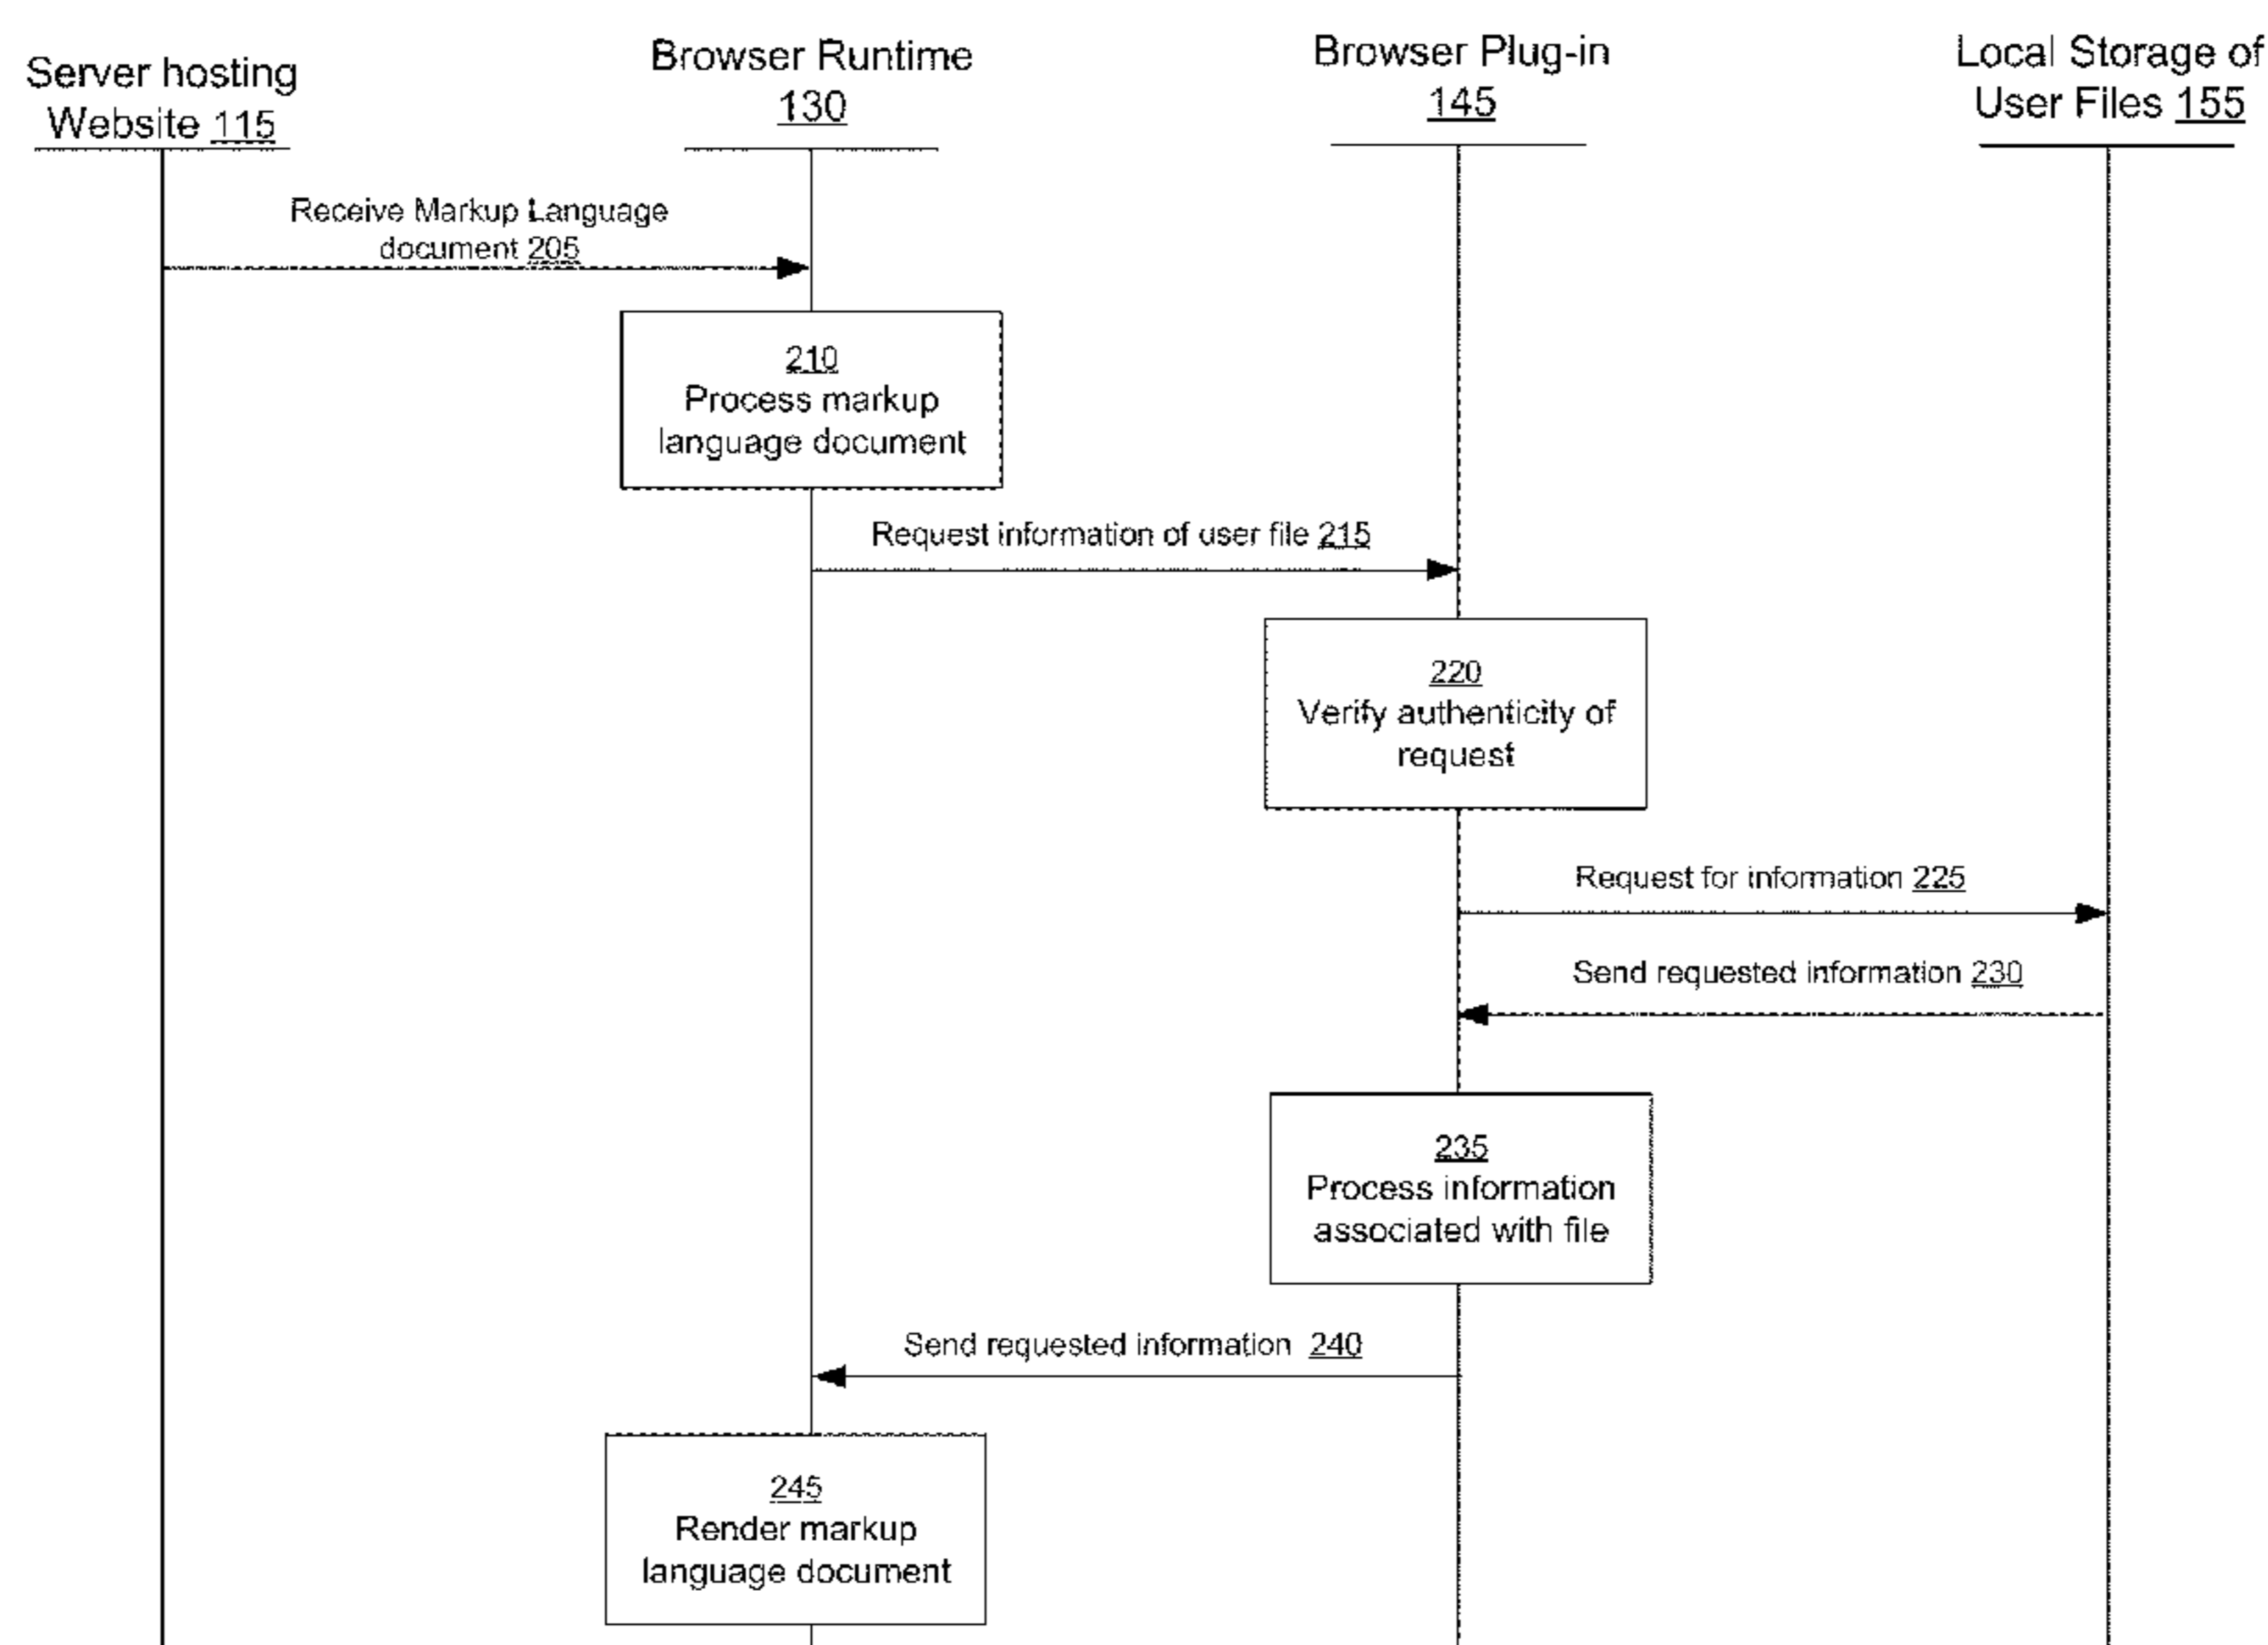 Server hosting
Website 115
Browser Runtime
130
Browser Plug-in
145
Local Storage of
User Files 155
Receive Markup Language
document 205
210
Process markup
language document
Request information of user file 215
220
Verify authenticity of
request
Request for information 225
Send requested information 230
235
Process information
associated with file
Send requested information 240
245
Render markup
language document